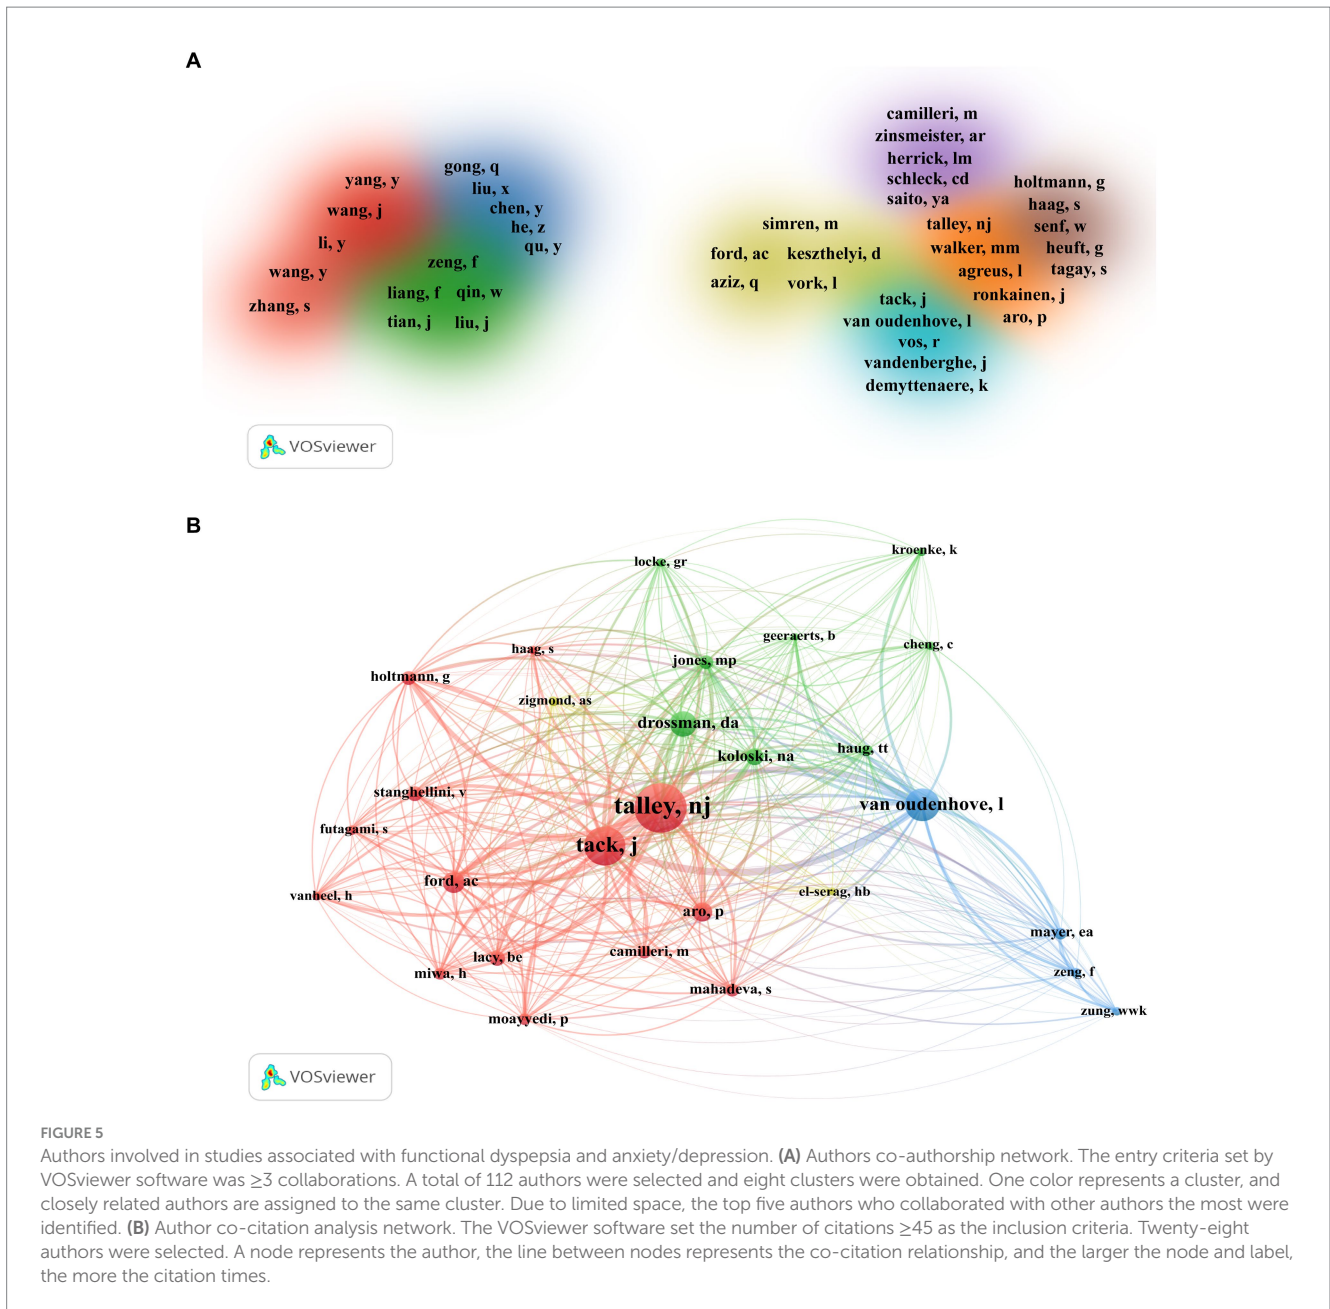 A
yang, y
wang, j
li, y
wang, y
zhang, s
gong, q
liu, x
chen, y
he, z
qu, y
zeng, f
liang, f
qin, w
tian, j
liu, j
camilleri, m
zinsmeister, ar
herrick, lm
schleck, cd
saito, ya
simren, m
ford, ac
keszthelyi, d
aziz, q
vork, l
talley, nj
walker, mm
agreus, l
ronkainen, j
aro, p
holtmann, g
haag, s
senf, w
heuft, g
tagay, s
tack, j
van oudenhove, l
vos, r
vandenberghe, j
demyttenaere, k
VOSviewer
B
locke, gr
kroenke, k
geeraerts, b
cheng, c
haag, s
jones, mp
holtmann, g
zigmond, as
drossman, da
koloski, na
haug, tt
stanghellini, v
talley, nj
van oudenhove, l
futagami, s
tack, j
ford, ac
vanheel, h
el-serag, hb
aro, p
mayer, ea
lacy, be
camilleri, m
miwa, h
zeng, f
mahadeva, s
zung, wwk
moayyedi, p
VOSviewer
FIGURE 5
Authors involved in studies associated with functional dyspepsia and anxiety/depression. (A) Authors co-authorship network. The entry criteria set by
VOSviewer software was ≥3 collaborations. A total of 112 authors were selected and eight clusters were obtained. One color represents a cluster, and
closely related authors are assigned to the same cluster. Due to limited space, the top five authors who collaborated with other authors the most were
identified. (B) Author co-citation analysis network. The VOSviewer software set the number of citations ≥45 as the inclusion criteria. Twenty-eight
authors were selected. A node represents the author, the line between nodes represents the co-citation relationship, and the larger the node and label,
the more the citation times.